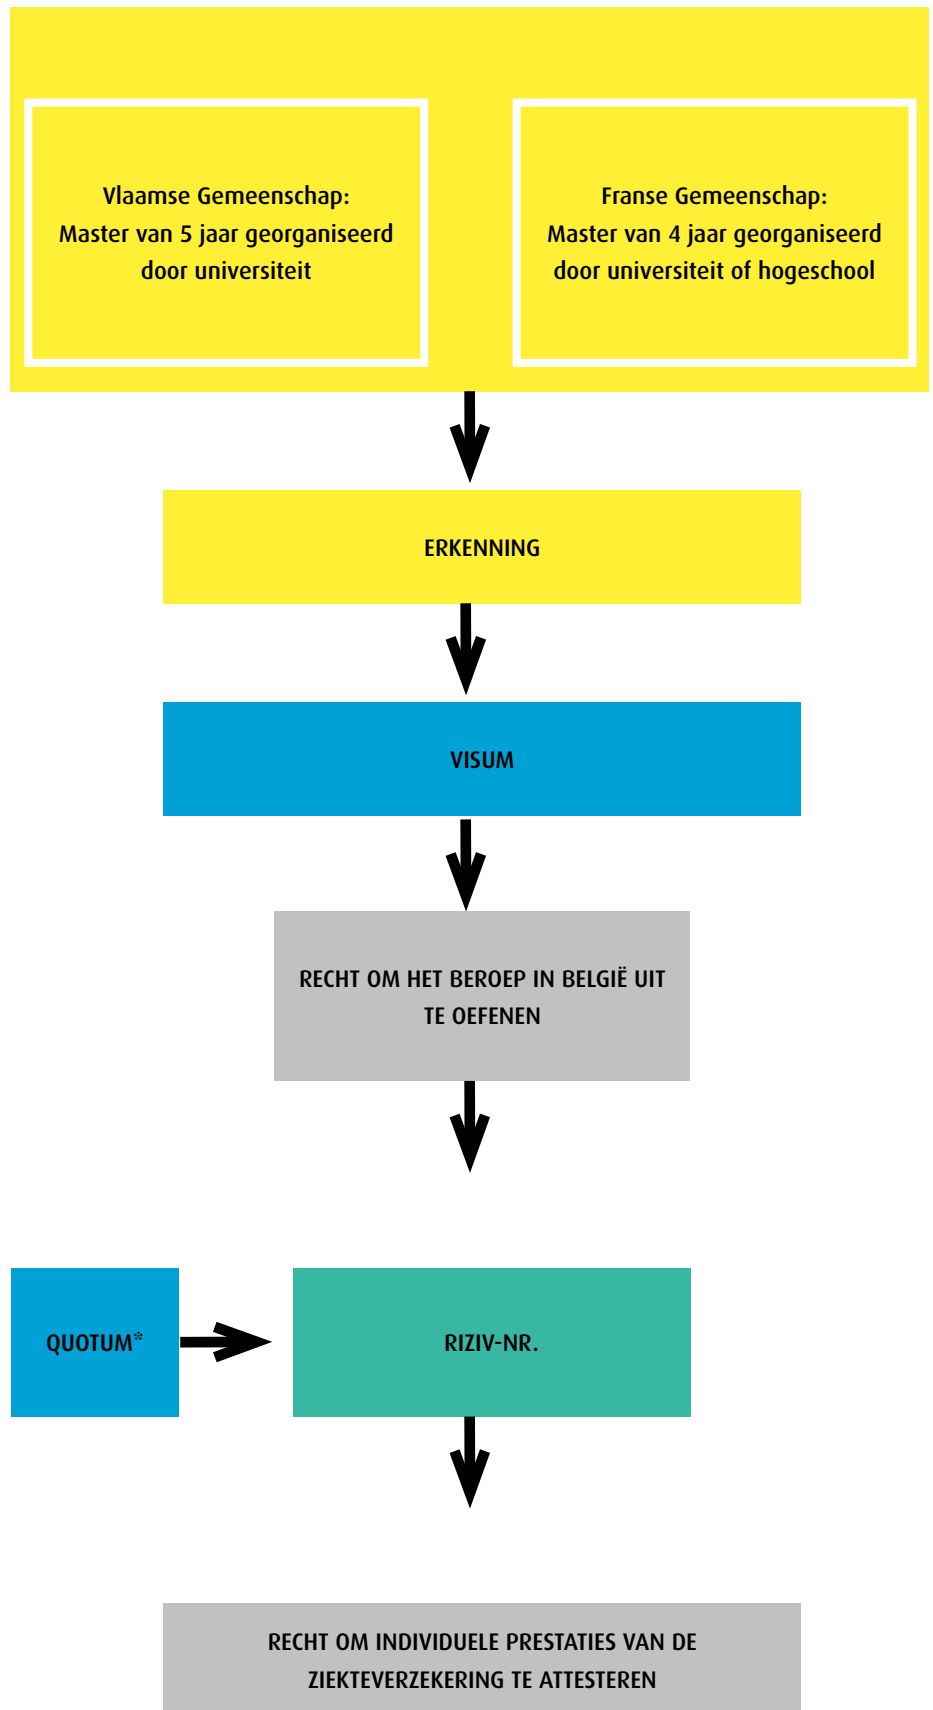 Vlaamse Gemeenschap:
Master van 5 jaar georganiseerd
door universiteit
Franse Gemeenschap:
Master van 4 jaar georganiseerd
door universiteit of hogeschool
ERKENNING
VISUM
RECHT OM HET BEROEP IN BELGIË UIT
TE OEFENEN
QUOTUM*
RIZIV-NR.
RECHT OM INDIVIDUELE PRESTATIES VAN DE
ZIEKTEVERZEKERING TE ATTESTEREN